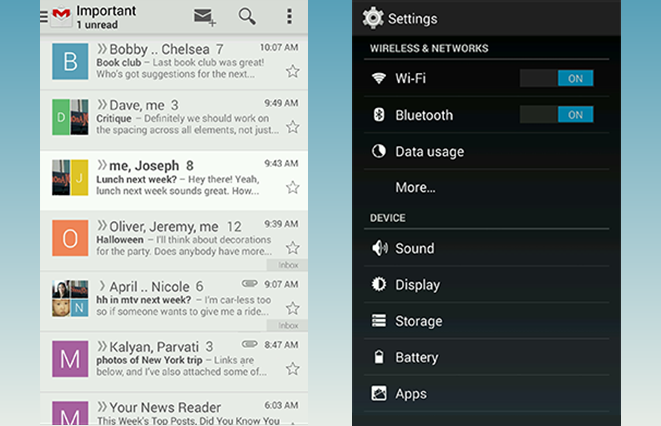 Important
1 unread
B
Bobby .. Chelsea 7 10:07 AM
Book club – Last book club was great!
Who's got suggestions for the next...
D
Dave, me 3 9:49 AM
Critique – Definitely we should work on
the spacing across all elements, not just...
J
me, Joseph 8 9:43 AM
Lunch next week? – Hey there! Yeah,
lunch next week sounds great. How...
O
Oliver, Jeremy, me 12 9:39 AM
Halloween – I'll think about decorations
for the party. Does anybody have more...
Inbox
N
April .. Nicole 6 9:07 AM
hh in mtv next week? – I'm car-less too
so if someone wants to give me a ride...
Inbox
M
Kalyan, Parvati 3 8:47 AM
photos of New York trip – Links are
below, and I've also attached some of...
M
Your News Reader 6:03 AM
This Week's Top Posts, Did You Know You
Settings
WIRELESS & NETWORKS
Wi-Fi ON
Bluetooth ON
Data usage
More...
DEVICE
Sound
Display
Storage
Battery
Apps